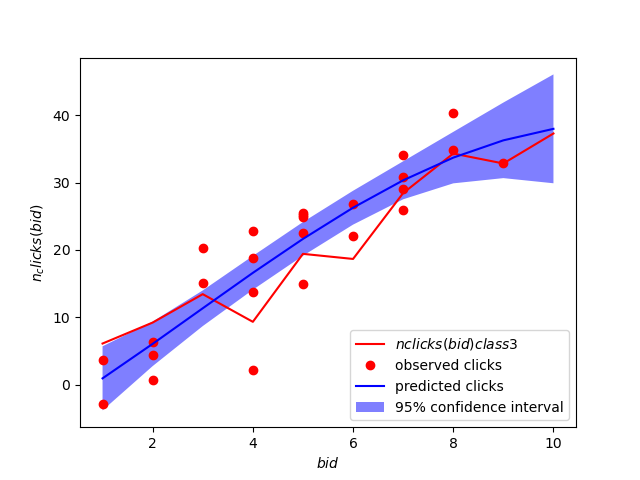 40
30
20
10
0
n_clicks(bid)
nclicks(bid)class3
observed clicks
predicted clicks
95% confidence interval
2 4 6 8 10
bid